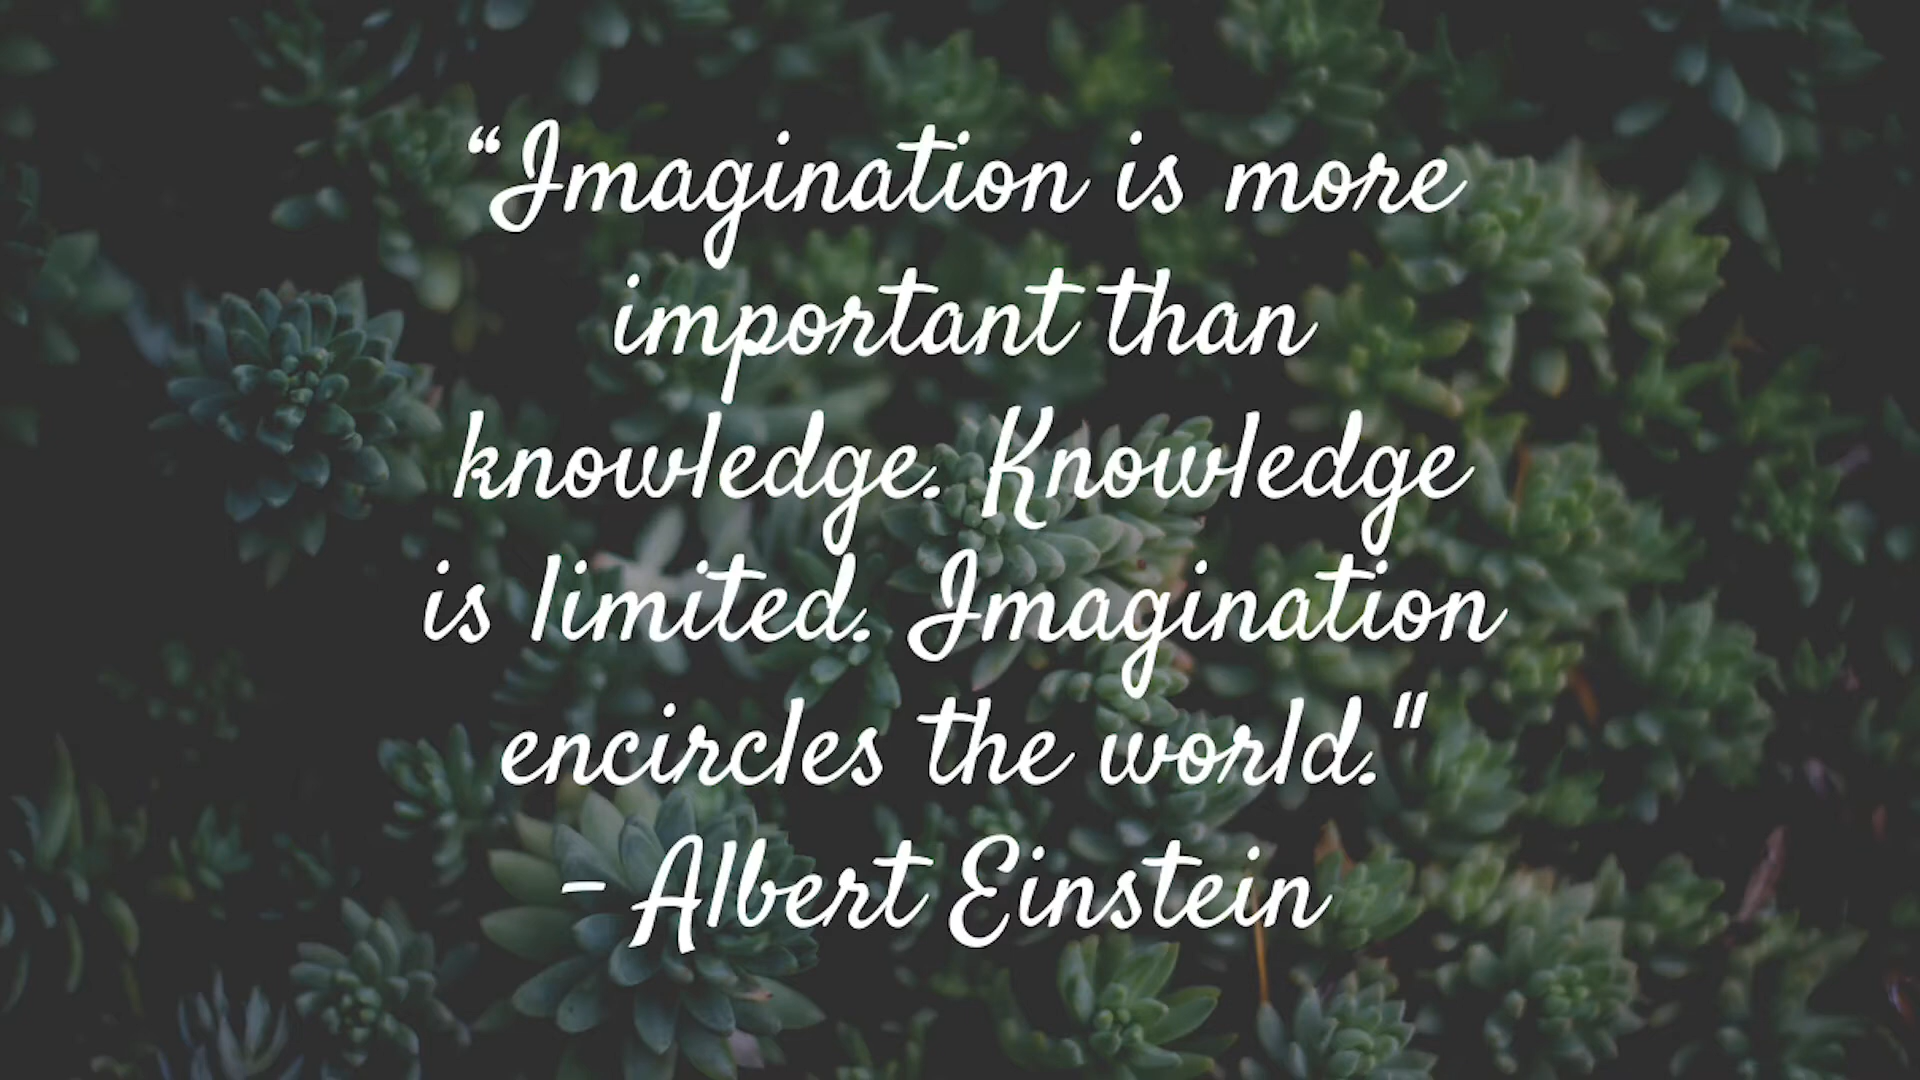 “Imagination is more
important than
knowledge. Knowledge
is limited. Imagination
encircles the world."
- Albert Einstein